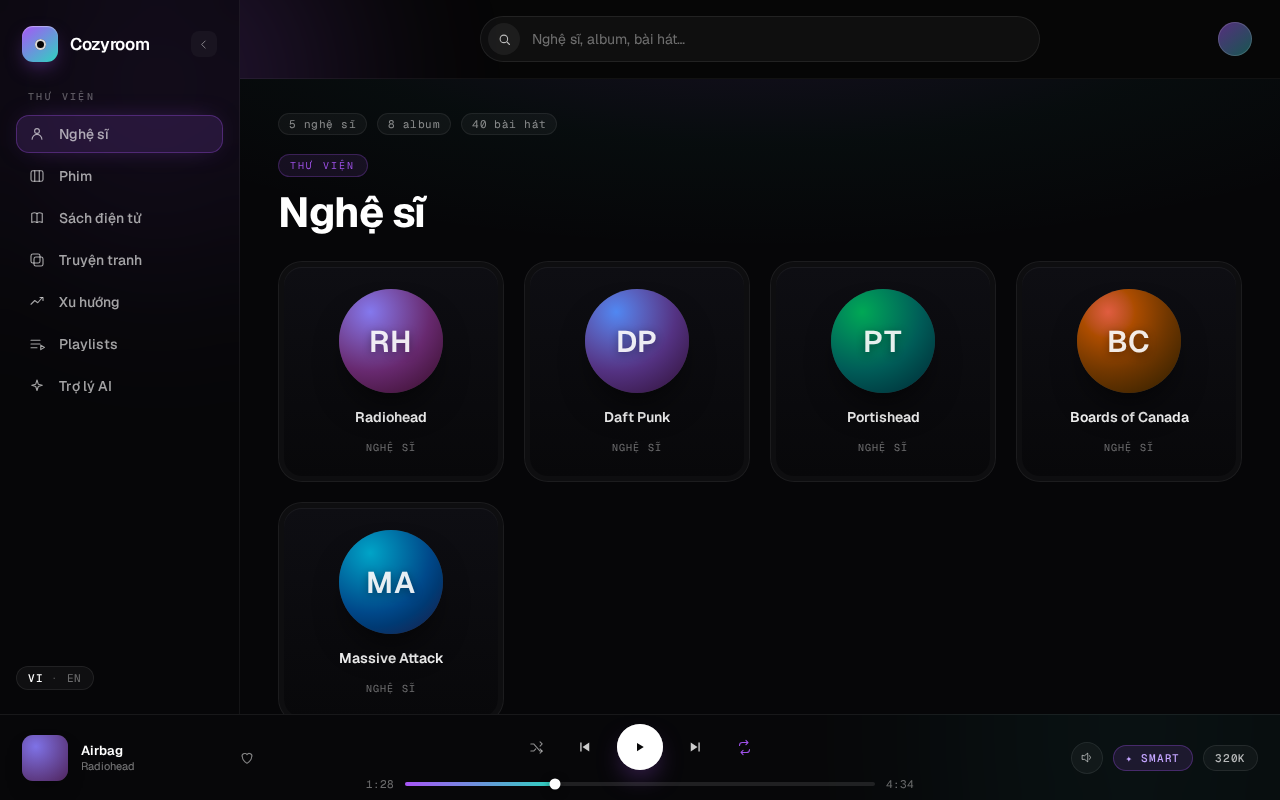 Cozyroom
Nghệ sĩ, album, bài hát...
THƯ VIỆN
Nghệ sĩ
Phim
Sách điện tử
Truyện tranh
Xu hướng
Playlists
Trợ lý AI
VI · EN
5 nghệ sĩ
8 album
40 bài hát
THƯ VIỆN
Nghệ sĩ
RH
Radiohead
NGHỆ SĨ
DP
Daft Punk
NGHỆ SĨ
PT
Portishead
NGHỆ SĨ
BC
Boards of Canada
NGHỆ SĨ
MA
Massive Attack
NGHỆ SĨ
Airbag
Radiohead
1:28
4:34
✦ SMART
320K